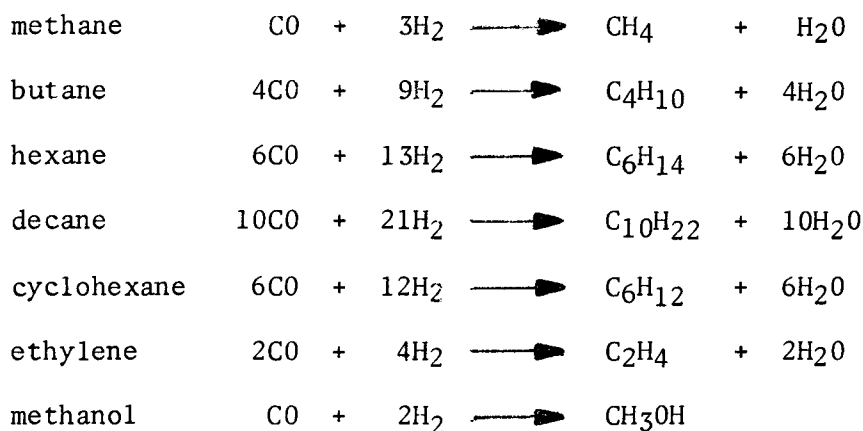 methane CO + 3H₂ ⟶ CH₄ + H₂O
butane 4CO + 9H₂ ⟶ C₄H₁₀ + 4H₂O
hexane 6CO + 13H₂ ⟶ C₆H₁₄ + 6H₂O
decane 10CO + 21H₂ ⟶ C₁₀H₂₂ + 10H₂O
cyclohexane 6CO + 12H₂ ⟶ C₆H₁₂ + 6H₂O
ethylene 2CO + 4H₂ ⟶ C₂H₄ + 2H₂O
methanol CO + 2H₂ ⟶ CH₃OH